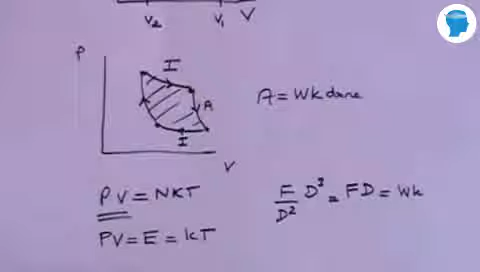 V₂ V₁ V
P
I
A
I
V
A = Wk done
PV = NKT
PV = E = kT
F/D² D³ = FD = Wk